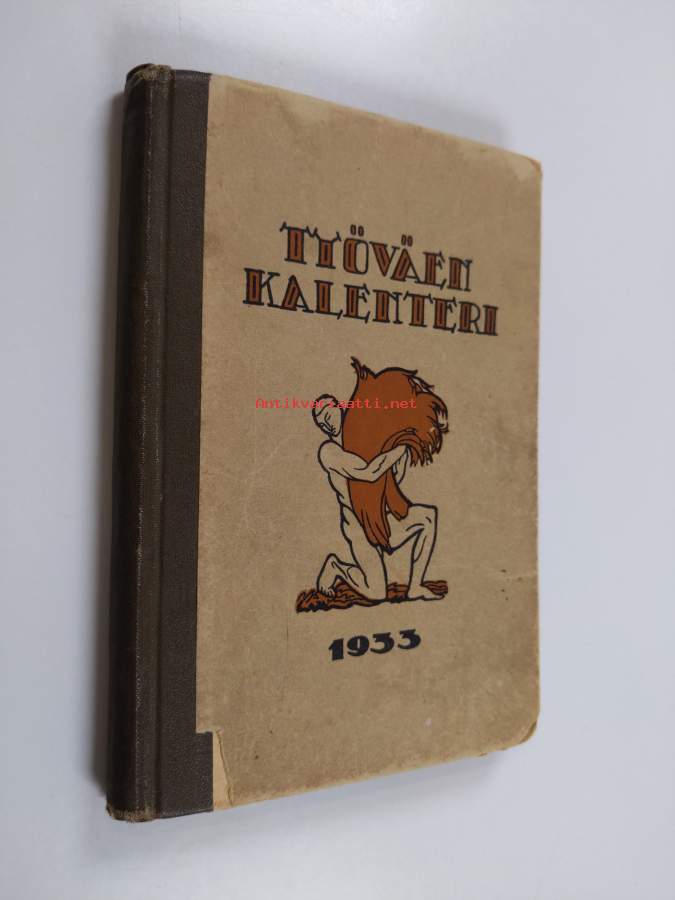 TYÖVÄEN
KALENTERI
Antikvariaatti.net
1933